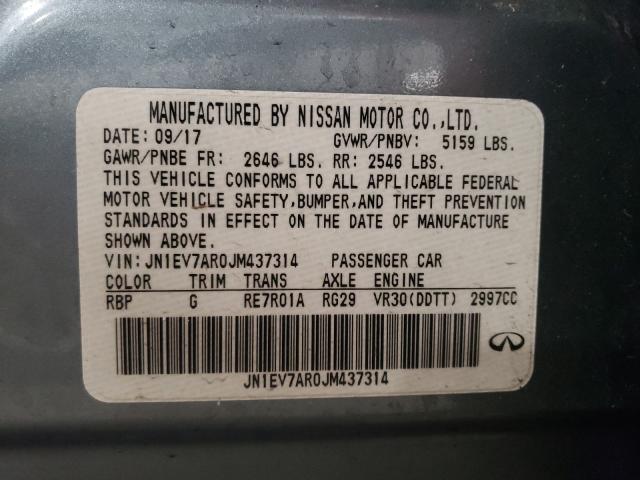 MANUFACTURED BY NISSAN MOTOR CO.,LTD.
DATE: 09/17 GVWR/PNBV: 5159 LBS.
GAWR/PNBE FR: 2646 LBS. RR: 2546 LBS.
THIS VEHICLE CONFORMS TO ALL APPLICABLE FEDERAL
MOTOR VEHICLE SAFETY,BUMPER,AND THEFT PREVENTION
STANDARDS IN EFFECT ON THE DATE OF MANUFACTURE
SHOWN ABOVE.
VIN:JN1EV7AR0JM437314 PASSENGER CAR
COLOR TRIM TRANS AXLE ENGINE
RBP G RE7R01A RG29 VR30(DDTT) 2997CC
JN1EV7AR0JM437314